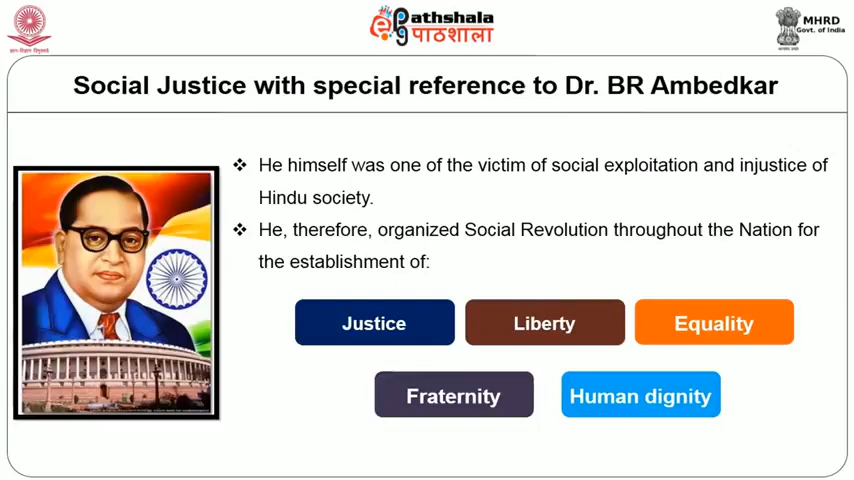 ePathshala
पाठशाला
MHRD
Govt. of India
Social Justice with special reference to Dr. BR Ambedkar
❖ He himself was one of the victim of social exploitation and injustice of
Hindu society.
❖ He, therefore, organized Social Revolution throughout the Nation for
the establishment of:
Justice
Liberty
Equality
Fraternity
Human dignity